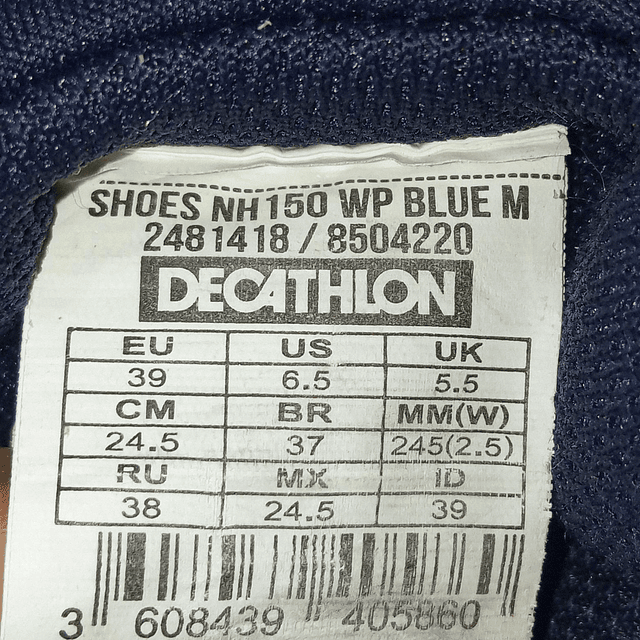 SHOES NH150 WP BLUE M
2481418 / 8504220
DECATHLON
EU US UK
39 6.5 5.5
CM BR MM(W)
24.5 37 245(2.5)
RU MX ID
38 24.5 39
3 608439 405860